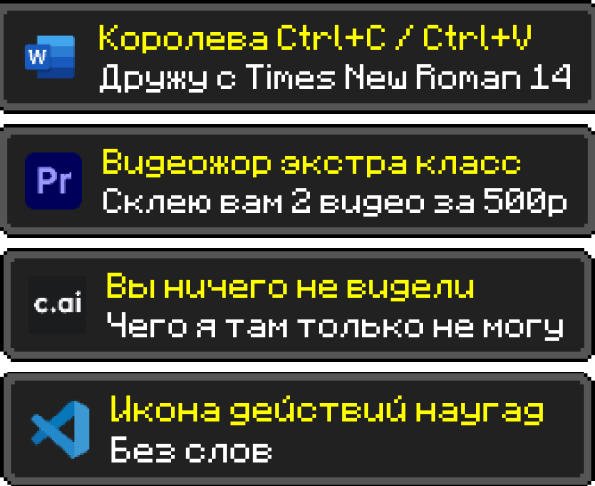 W
Королева Ctrl+C / Ctrl+V
Дружу с Times New Roman 14
Pr
Видеожор экстра класс
Склею вам 2 видео за 500р
c.ai
Вы ничего не видели
Чего я там только не могу
Икона действий наугад
Без слов